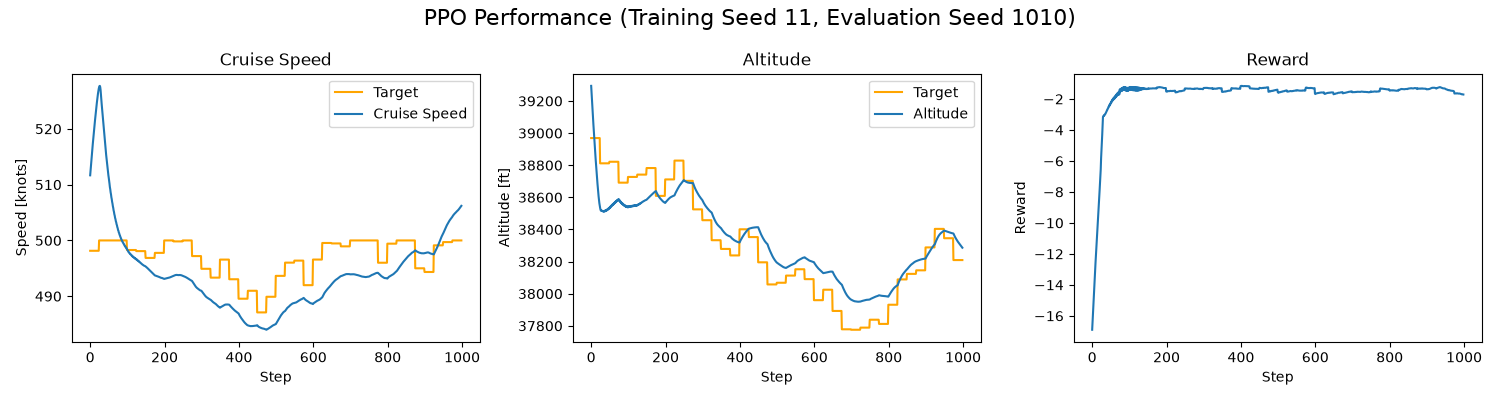 PPO Performance (Training Seed 11, Evaluation Seed 1010)
Cruise Speed
Speed [knots]
520
510
500
490
0 200 400 600 800 1000
Step
Target
Cruise Speed
Altitude
Altitude [ft]
39200
39000
38800
38600
38400
38200
38000
37800
0 200 400 600 800 1000
Step
Target
Altitude
Reward
Reward
−2
−4
−6
−8
−10
−12
−14
−16
0 200 400 600 800 1000
Step